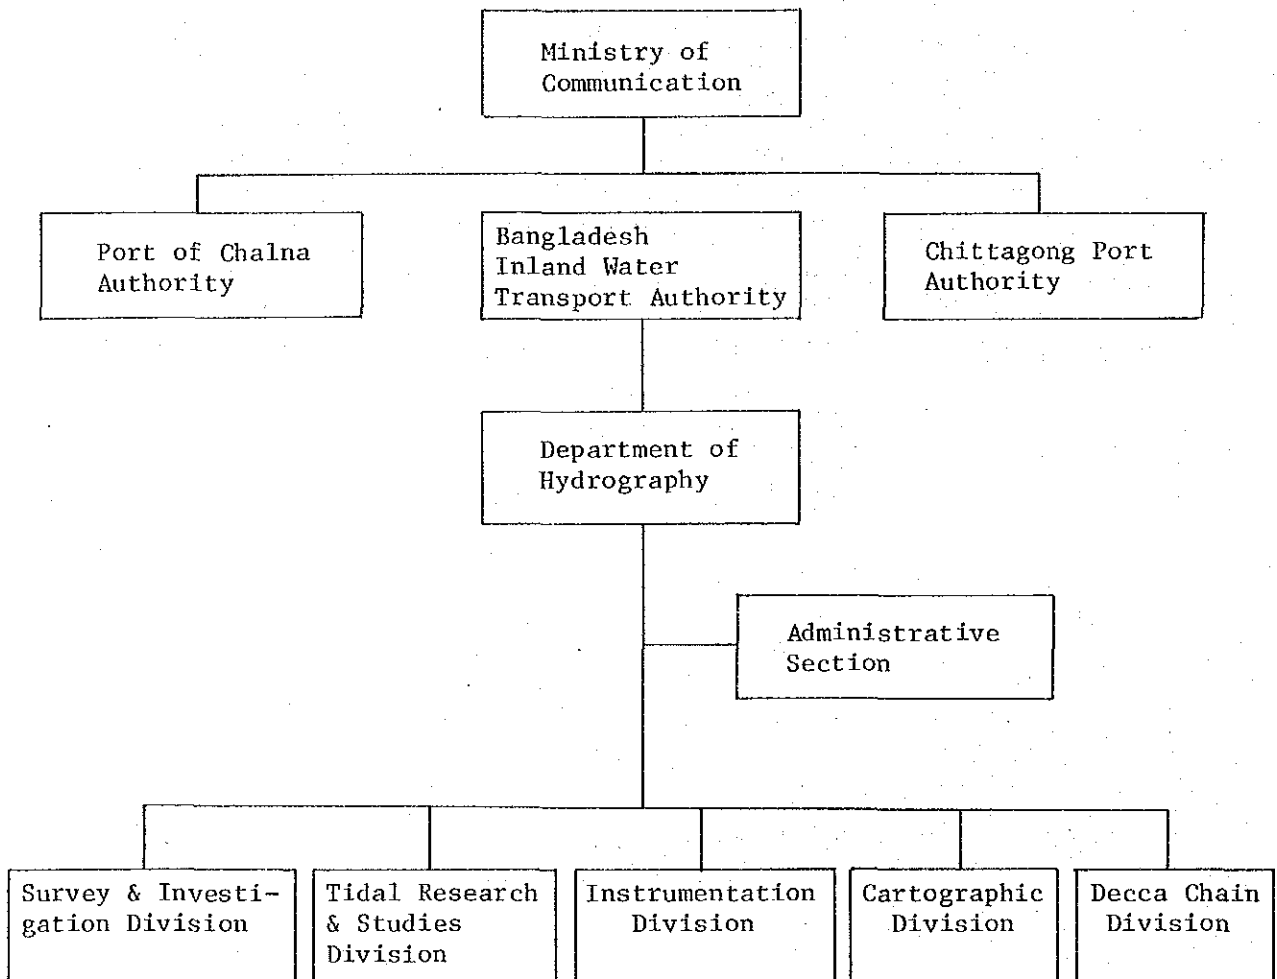 Ministry of
Communication
Port of Chalna
Authority
Bangladesh
Inland Water
Transport Authority
Chittagong Port
Authority
Department of
Hydrography
Administrative
Section
Survey & Investi-
gation Division
Tidal Research
& Studies
Division
Instrumentation
Division
Cartographic
Division
Decca Chain
Division